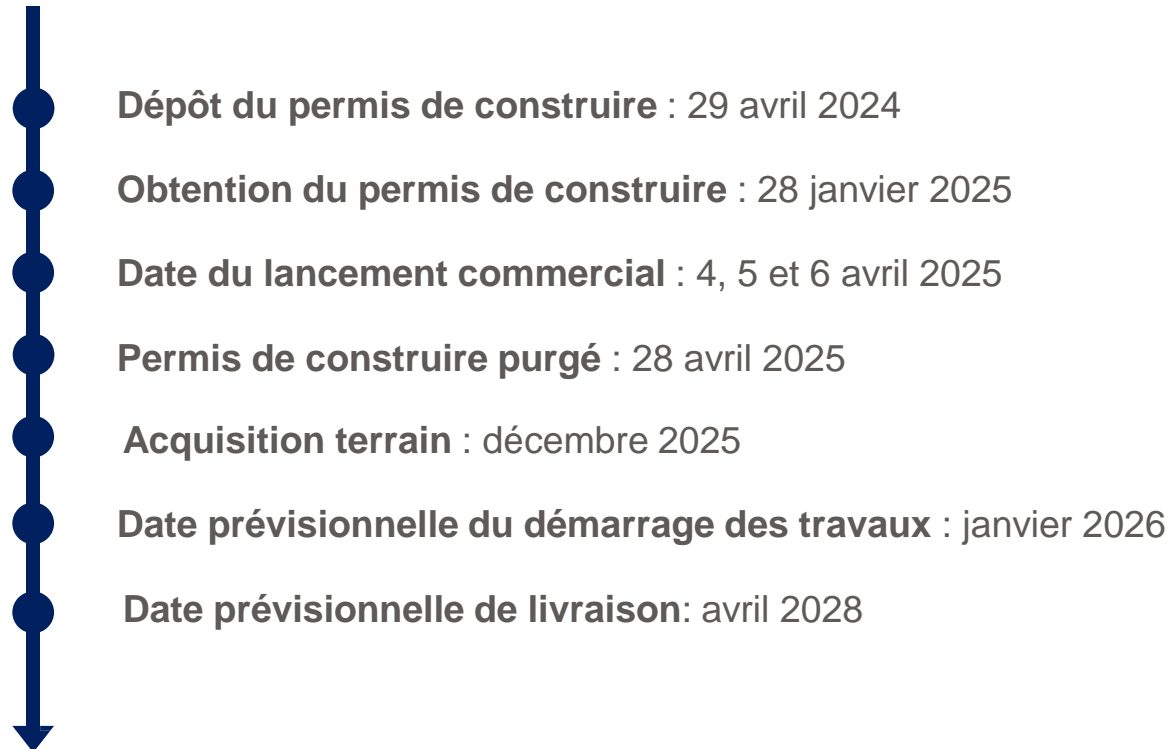 Dépôt du permis de construire : 29 avril 2024
Obtention du permis de construire : 28 janvier 2025
Date du lancement commercial : 4, 5 et 6 avril 2025
Permis de construire purgé : 28 avril 2025
Acquisition terrain : décembre 2025
Date prévisionnelle du démarrage des travaux : janvier 2026
Date prévisionnelle de livraison: avril 2028